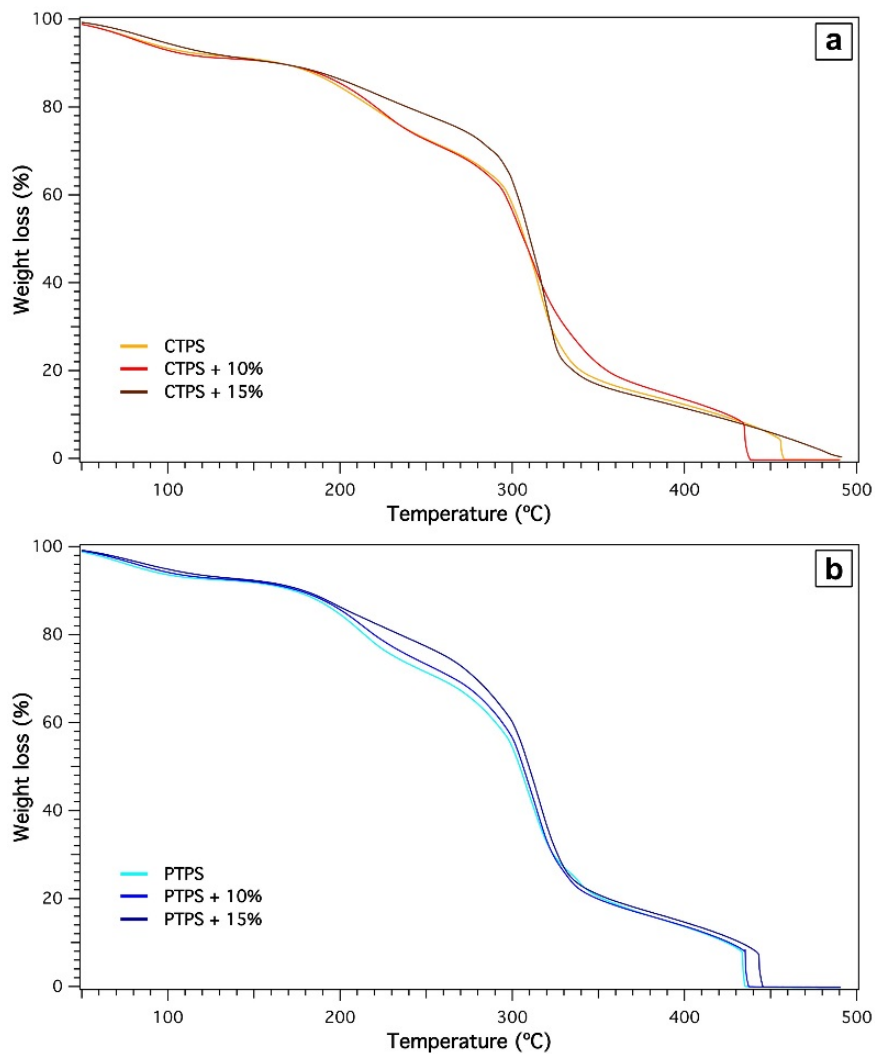 a
100
80
60
40
20
0
Weight loss (%)
CTPS
CTPS + 10%
CTPS + 15%
100 200 300 400 500
Temperature (ºC)
b
100
80
60
40
20
0
Weight loss (%)
PTPS
PTPS + 10%
PTPS + 15%
100 200 300 400 500
Temperature (ºC)